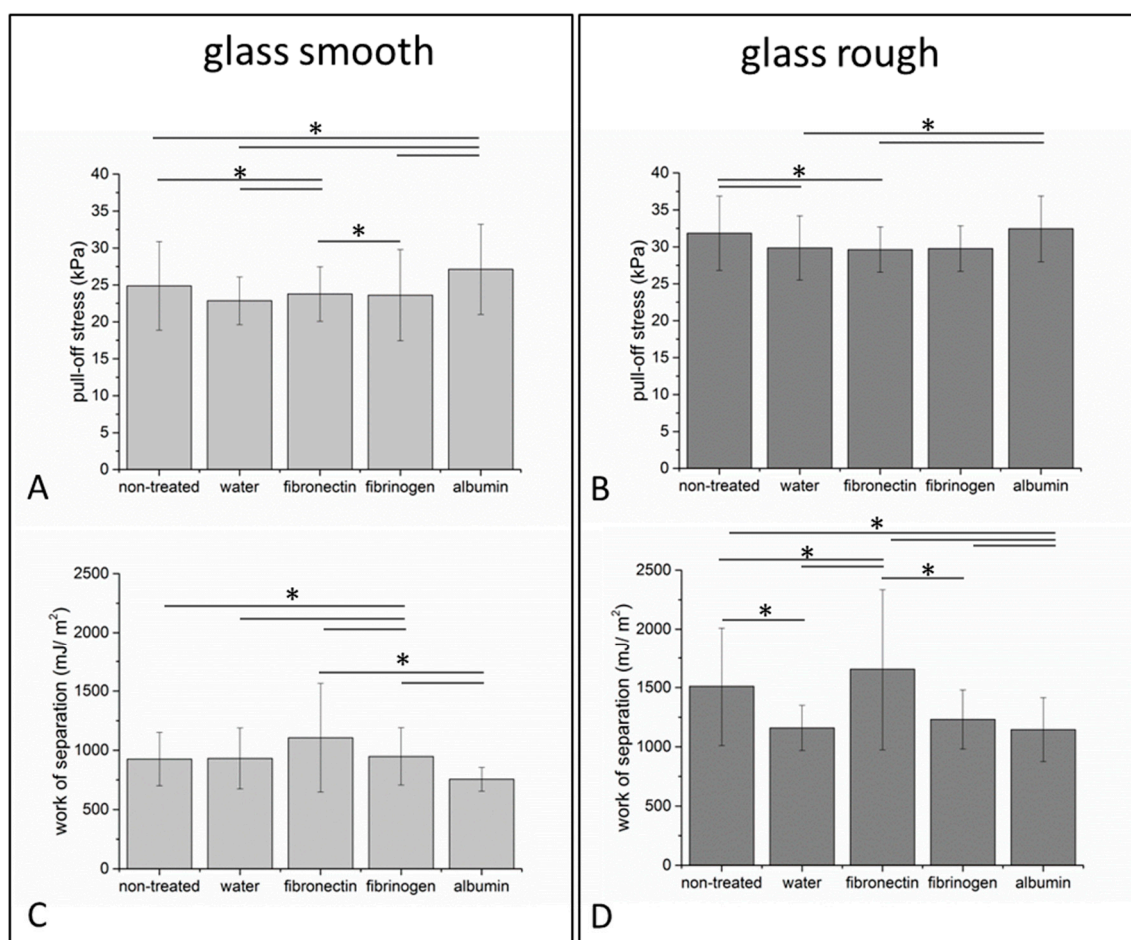 glass smooth
glass rough
*
*
*
pull-off stress (kPa)
40
35
30
25
20
15
10
5
0
non-treated water fibronectin fibrinogen albumin
A
*
*
pull-off stress (kPa)
40
35
30
25
20
15
10
5
0
non-treated water fibronectin fibrinogen albumin
B
*
*
work of separation (mJ/ m²)
2500
2000
1500
1000
500
0
non-treated water fibronectin fibrinogen albumin
C
*
*
*
*
work of separation (mJ/ m²)
2500
2000
1500
1000
500
0
non-treated water fibronectin fibrinogen albumin
D